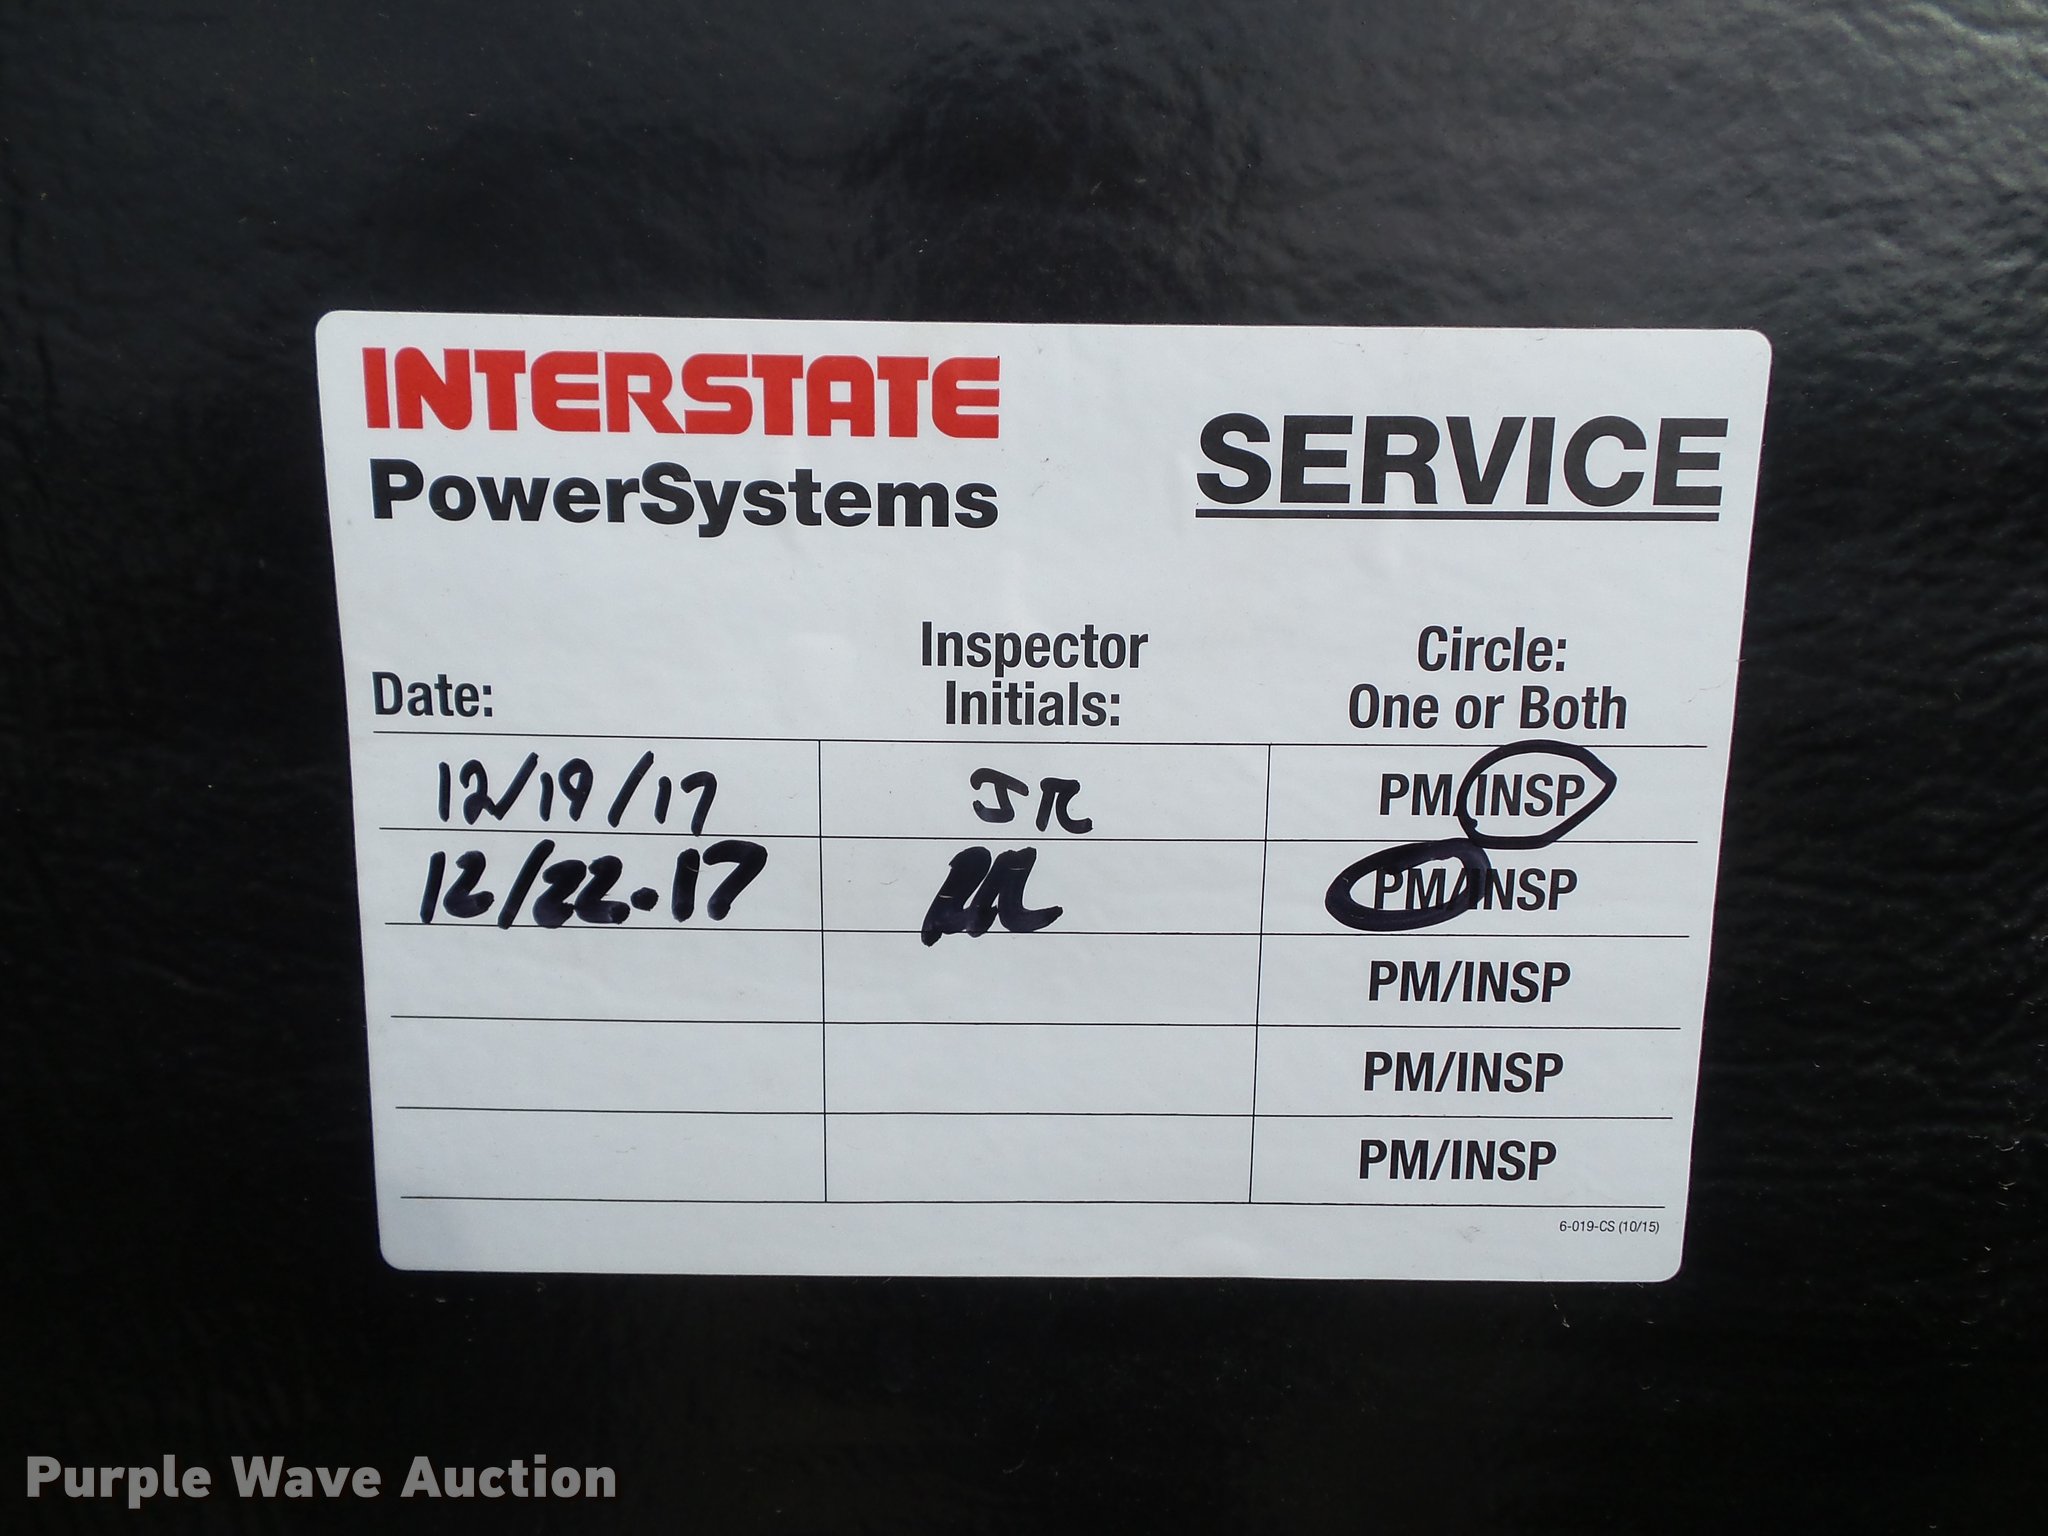 INTERSTATE
PowerSystems
SERVICE
Date:
Inspector
Initials:
Circle:
One or Both
12/19/17 JR PM/INSP
12/22.17 PM/INSP
PM/INSP
PM/INSP
PM/INSP
6-019-CS (10/15)
Purple Wave Auction